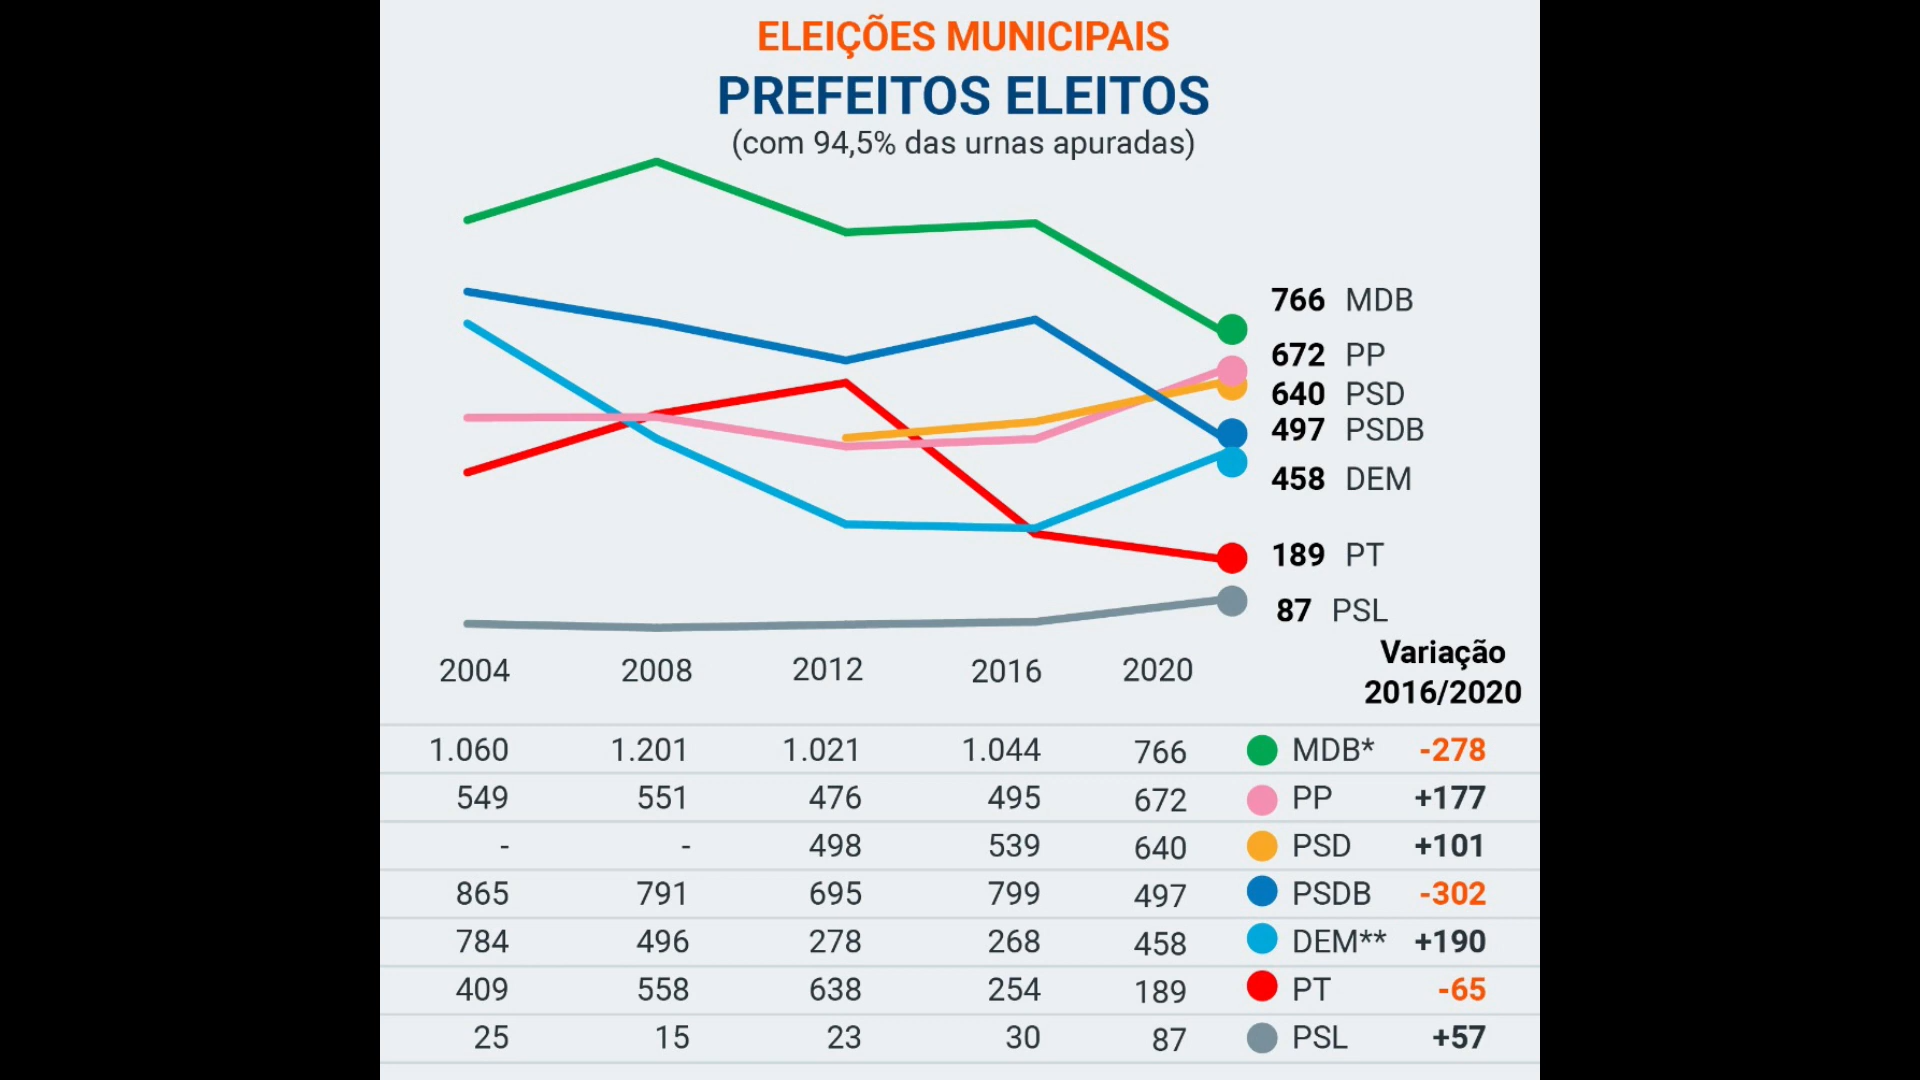 ELEIÇÕES MUNICIPAIS
PREFEITOS ELEITOS
(com 94,5% das urnas apuradas)
766 MDB
672 PP
640 PSD
497 PSDB
458 DEM
189 PT
87 PSL
2004 2008 2012 2016 2020 Variação 2016/2020
1.060 1.201 1.021 1.044 766 MDB* -278
549 551 476 495 672 PP +177
- - 498 539 640 PSD +101
865 791 695 799 497 PSDB -302
784 496 278 268 458 DEM** +190
409 558 638 254 189 PT -65
25 15 23 30 87 PSL +57